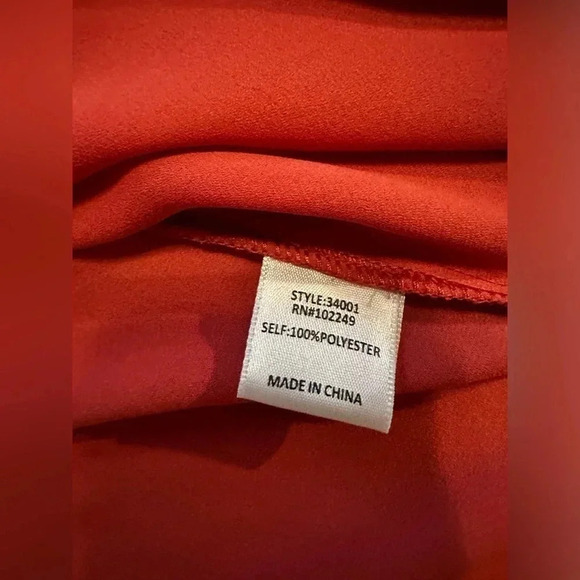 STYLE:34001
RN#102249
SELF:100%POLYESTER
MADE IN CHINA